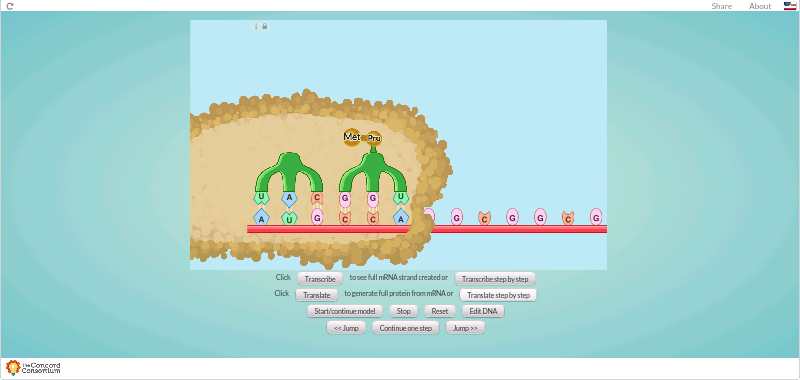 Share About
Met Pro
U A C G G U
A U G C C A G C G G C G
Click Transcribe to see full mRNA strand created or Transcribe step by step
Click Translate to generate full protein from mRNA or Translate step by step
Start/continue model Stop Reset Edit DNA
<< Jump Continue one step Jump >>
The Concord
Consortium